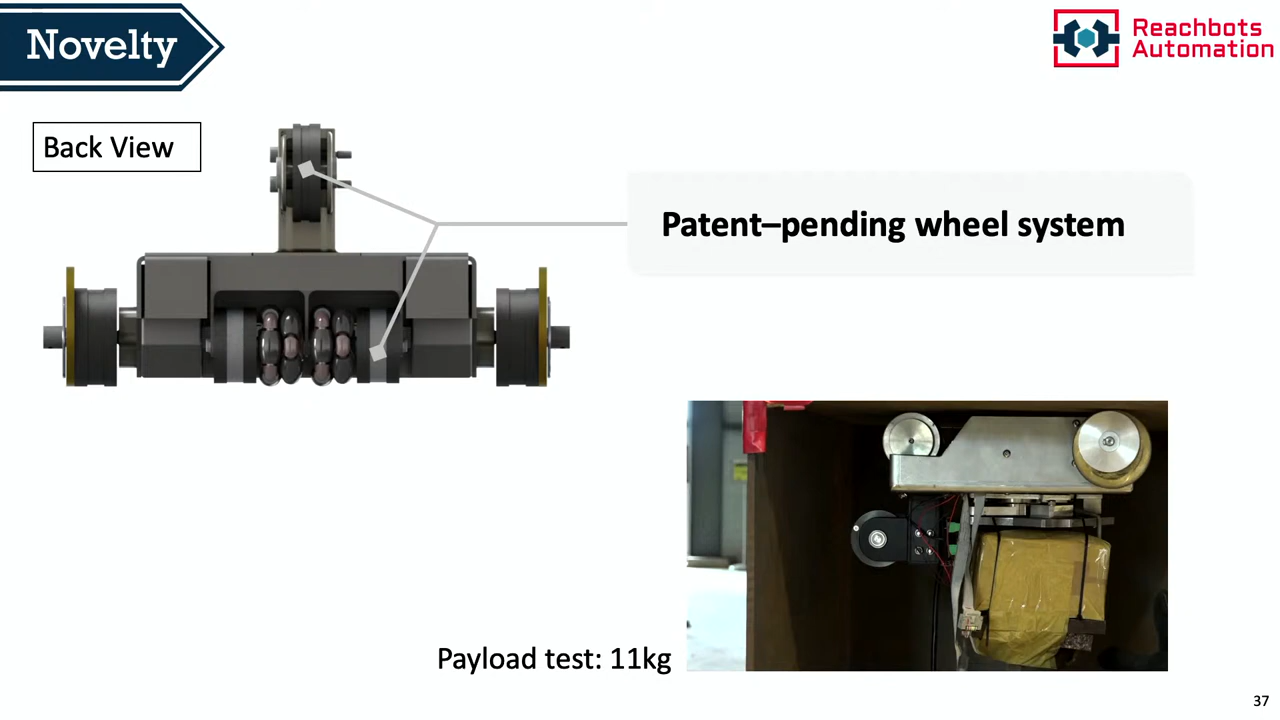 Novelty
Reachbots
Automation
Back View
Patent–pending wheel system
Payload test: 11kg
37